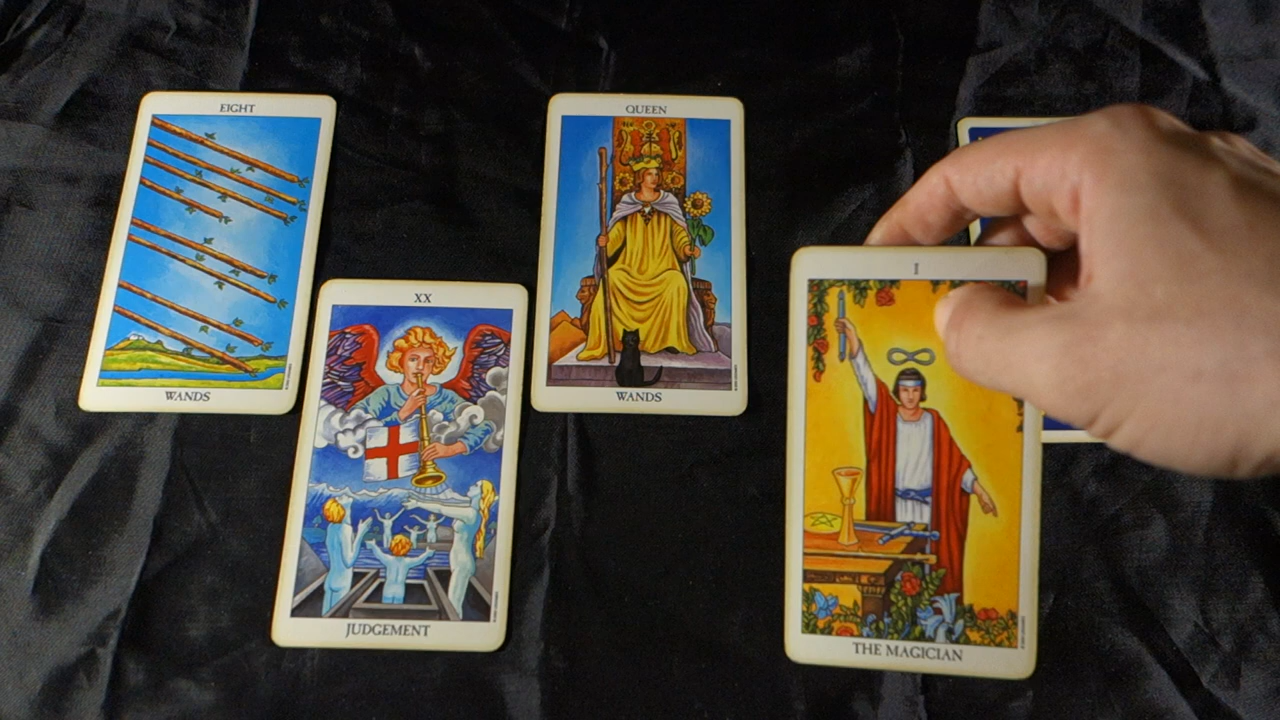 EIGHT
WANDS
XX
JUDGEMENT
QUEEN
WANDS
I
THE MAGICIAN